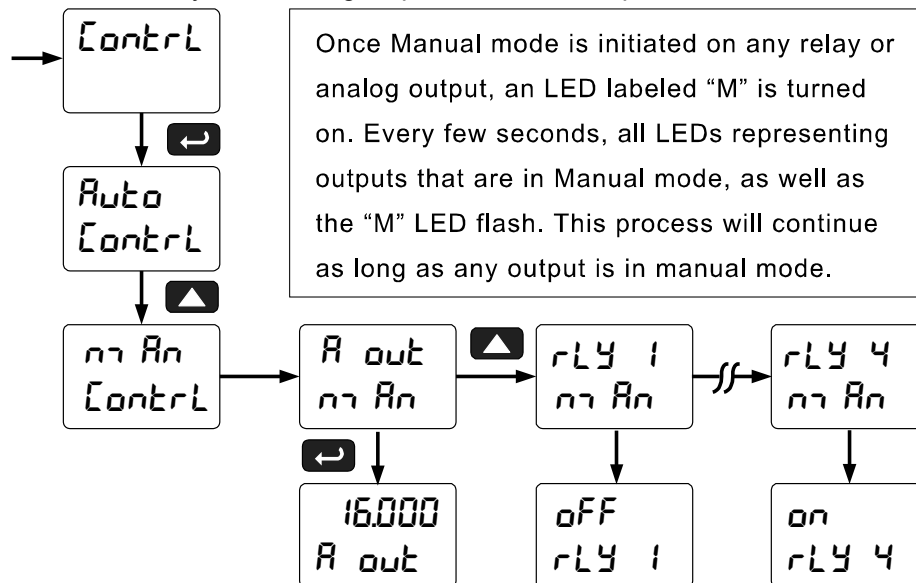 ContrL
Once Manual mode is initiated on any relay or
analog output, an LED labeled “M” is turned
on. Every few seconds, all LEDs representing
outputs that are in Manual mode, as well as
the “M” LED flash. This process will continue
as long as any output is in manual mode.
Auto
ContrL
mAn
ContrL
A out
mAn
rLY 1
mAn
rLY 4
mAn
16.000
A out
oFF
rLY 1
on
rLY 4